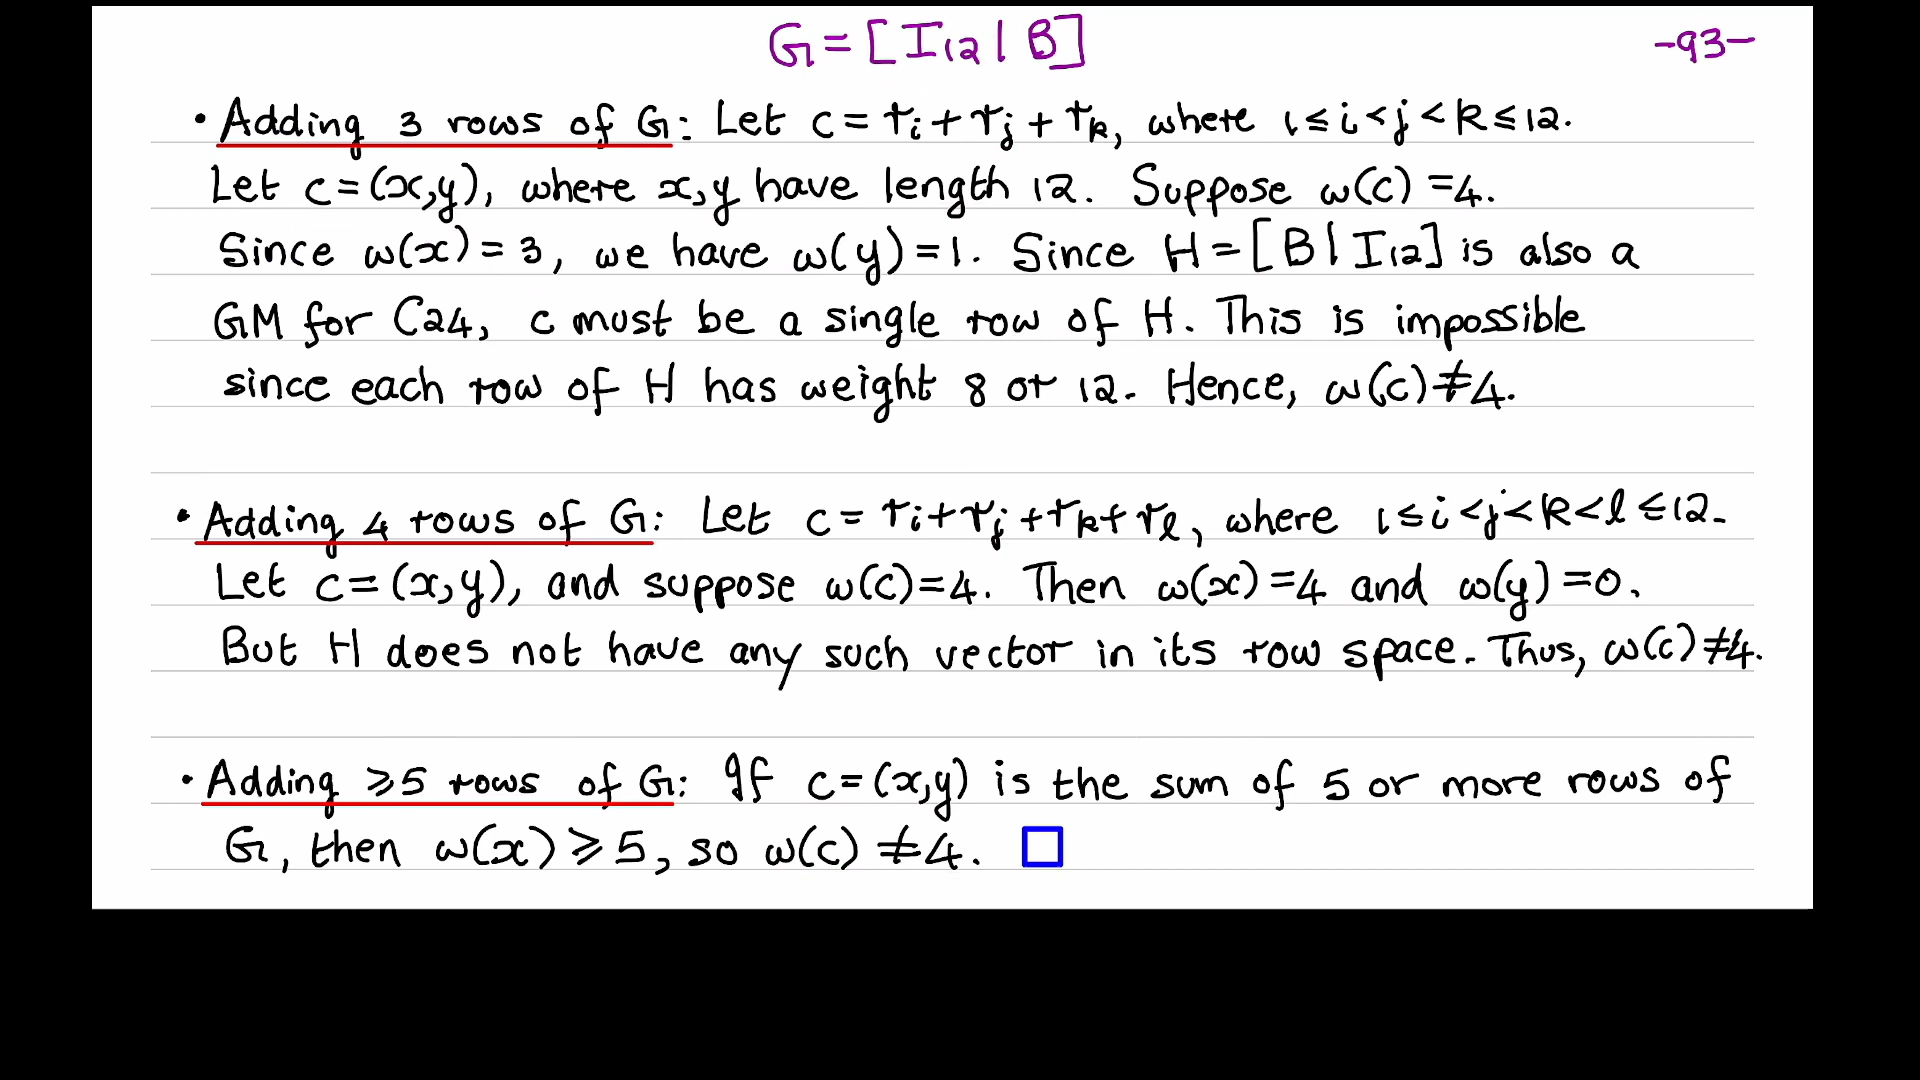 G = [I12 | B]
-93-
• Adding 3 rows of G: Let c = ri + rj + rk, where 1 ≤ i < j < k ≤ 12.
Let c = (x,y), where x,y have length 12. Suppose w(c) = 4.
Since w(x) = 3, we have w(y) = 1. Since H = [B | I12] is also a
GM for C24, c must be a single row of H. This is impossible
since each row of H has weight 8 or 12. Hence, w(c) ≠ 4.
• Adding 4 rows of G: Let c = ri + rj + rk + rl, where 1 ≤ i < j < k < l ≤ 12.
Let c = (x,y), and suppose w(c) = 4. Then w(x) = 4 and w(y) = 0.
But H does not have any such vector in its row space. Thus, w(c) ≠ 4.
• Adding ≥5 rows of G: If c = (x,y) is the sum of 5 or more rows of
G, then w(x) ≥ 5, so w(c) ≠ 4. □